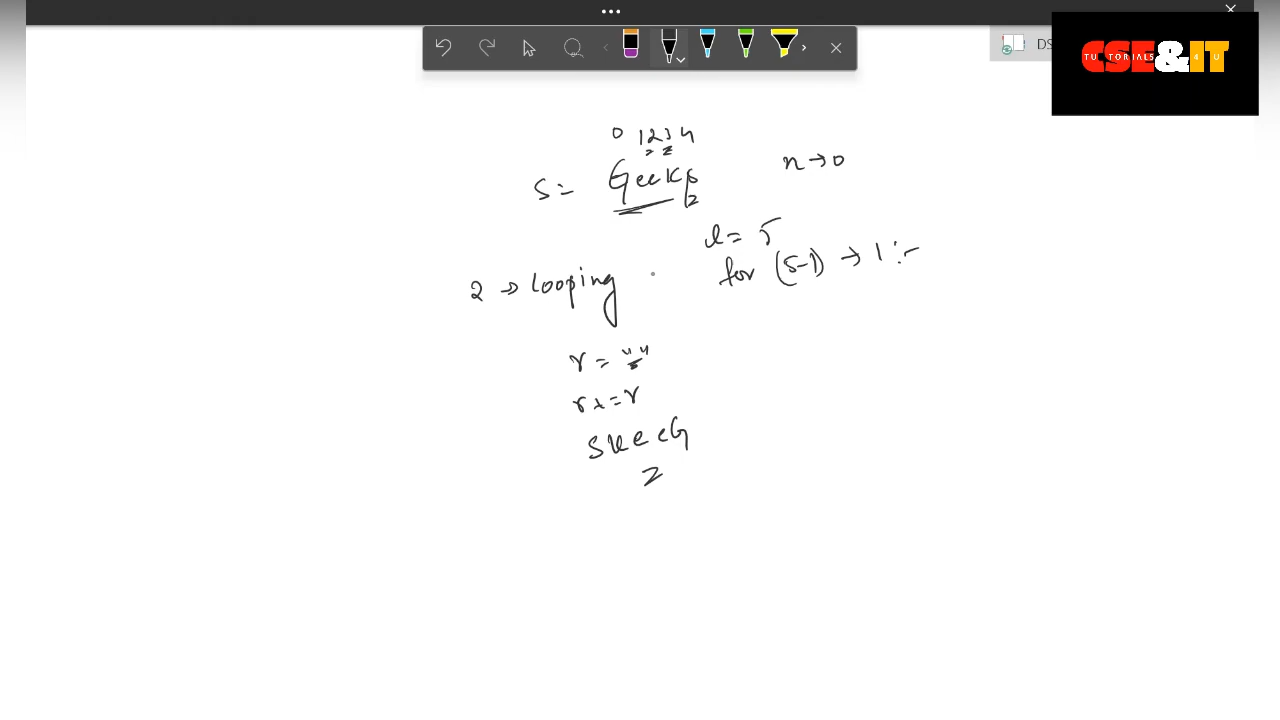 DS
CSE&IT
TUTORIALS 4 U
0 1 2 3 4
S = Geeks
n → 0
l = 5
for (5-1) → 1 :-
2 → Looping
r = " "
r + = r
SkeeG